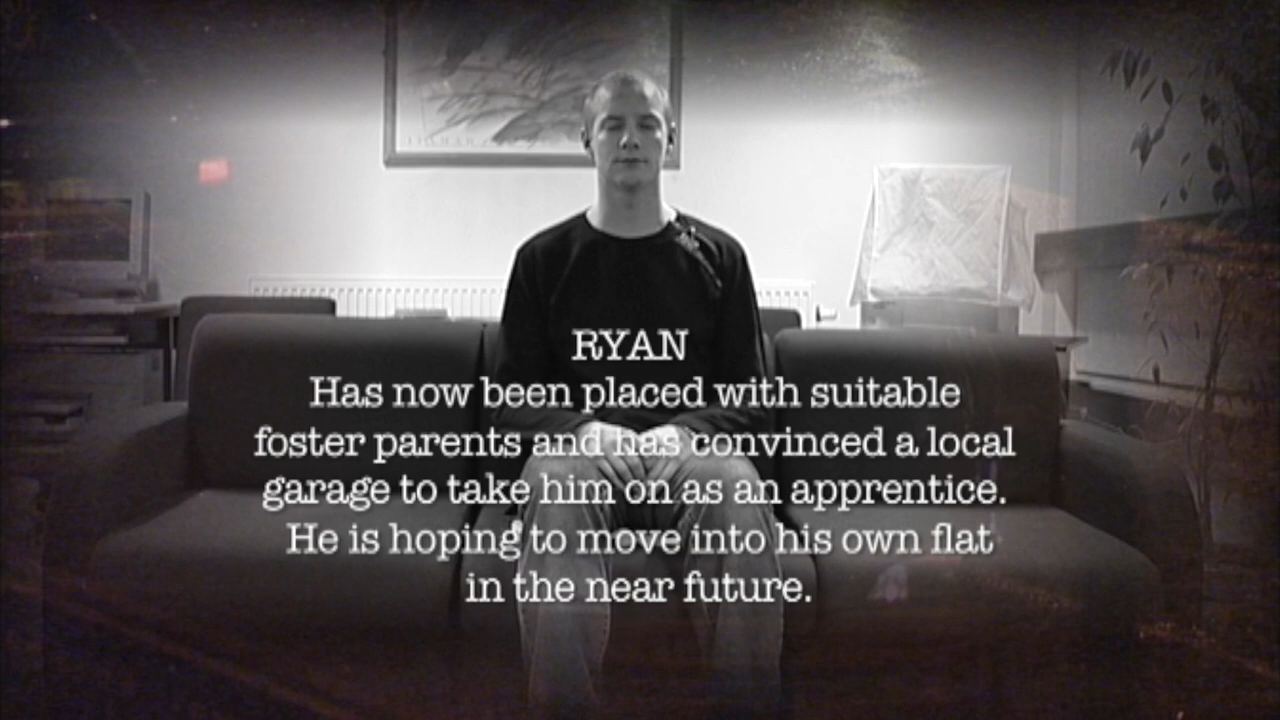 RYAN
Has now been placed with suitable
foster parents and has convinced a local
garage to take him on as an apprentice.
He is hoping to move into his own flat
in the near future.